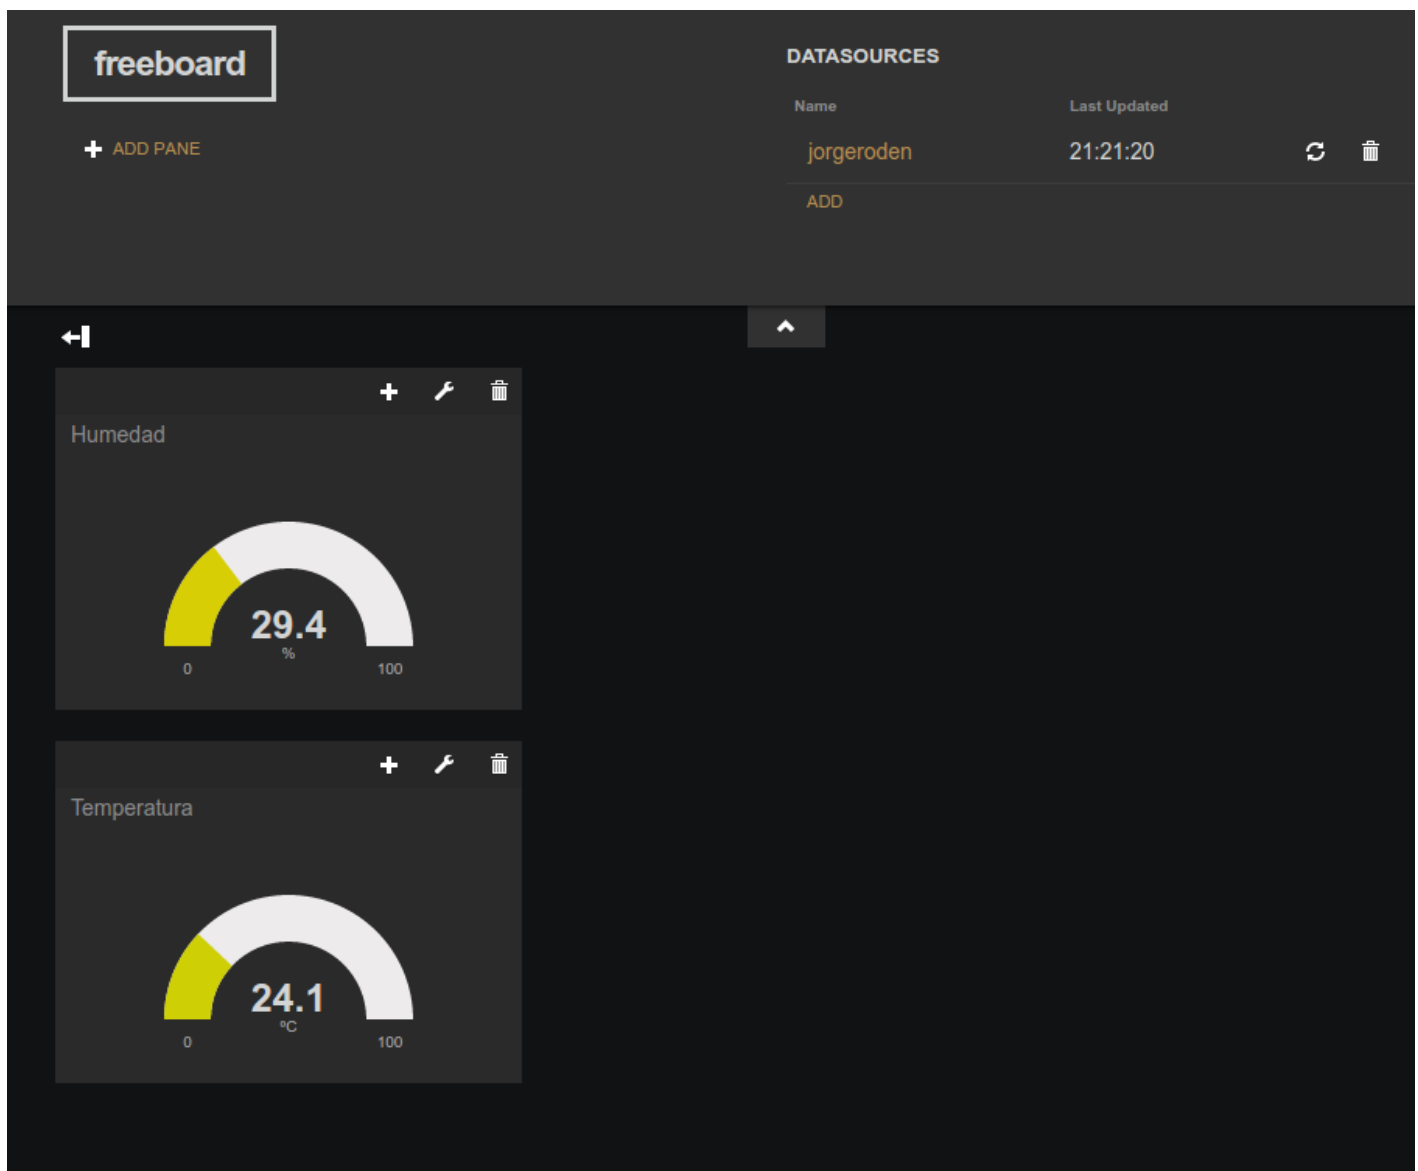 freeboard
ADD PANE
DATASOURCES
Name Last Updated
jorgeroden 21:21:20
ADD
Humedad
29.4
%
0 100
Temperatura
24.1
ºC
0 100